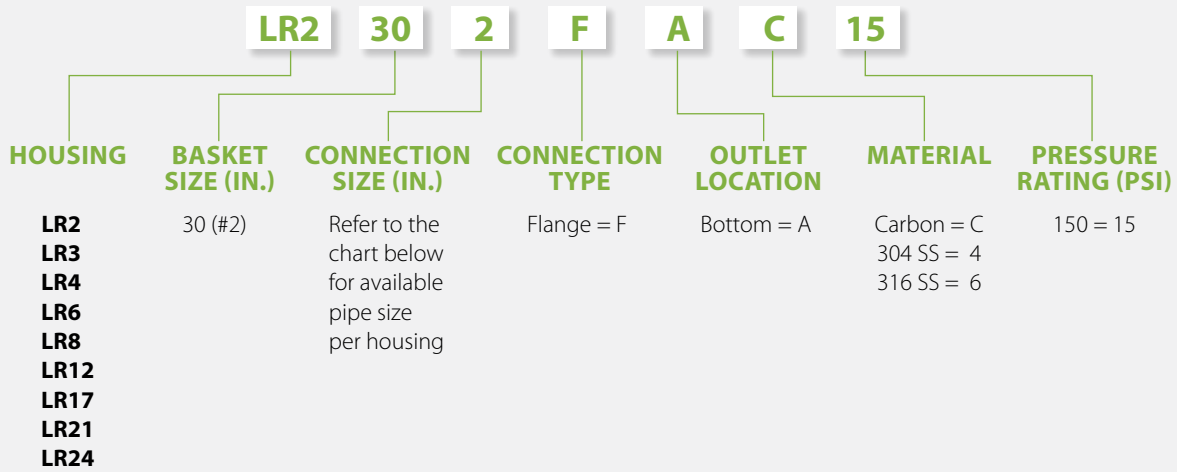 LR2 30 2 F A C 15
HOUSING
LR2
LR3
LR4
LR6
LR8
LR12
LR17
LR21
LR24
BASKET
SIZE (IN.)
30 (#2)
CONNECTION
SIZE (IN.)
Refer to the
chart below
for available
pipe size
per housing
CONNECTION
TYPE
Flange = F
OUTLET
LOCATION
Bottom = A
MATERIAL
Carbon = C
304 SS = 4
316 SS = 6
PRESSURE
RATING (PSI)
150 = 15